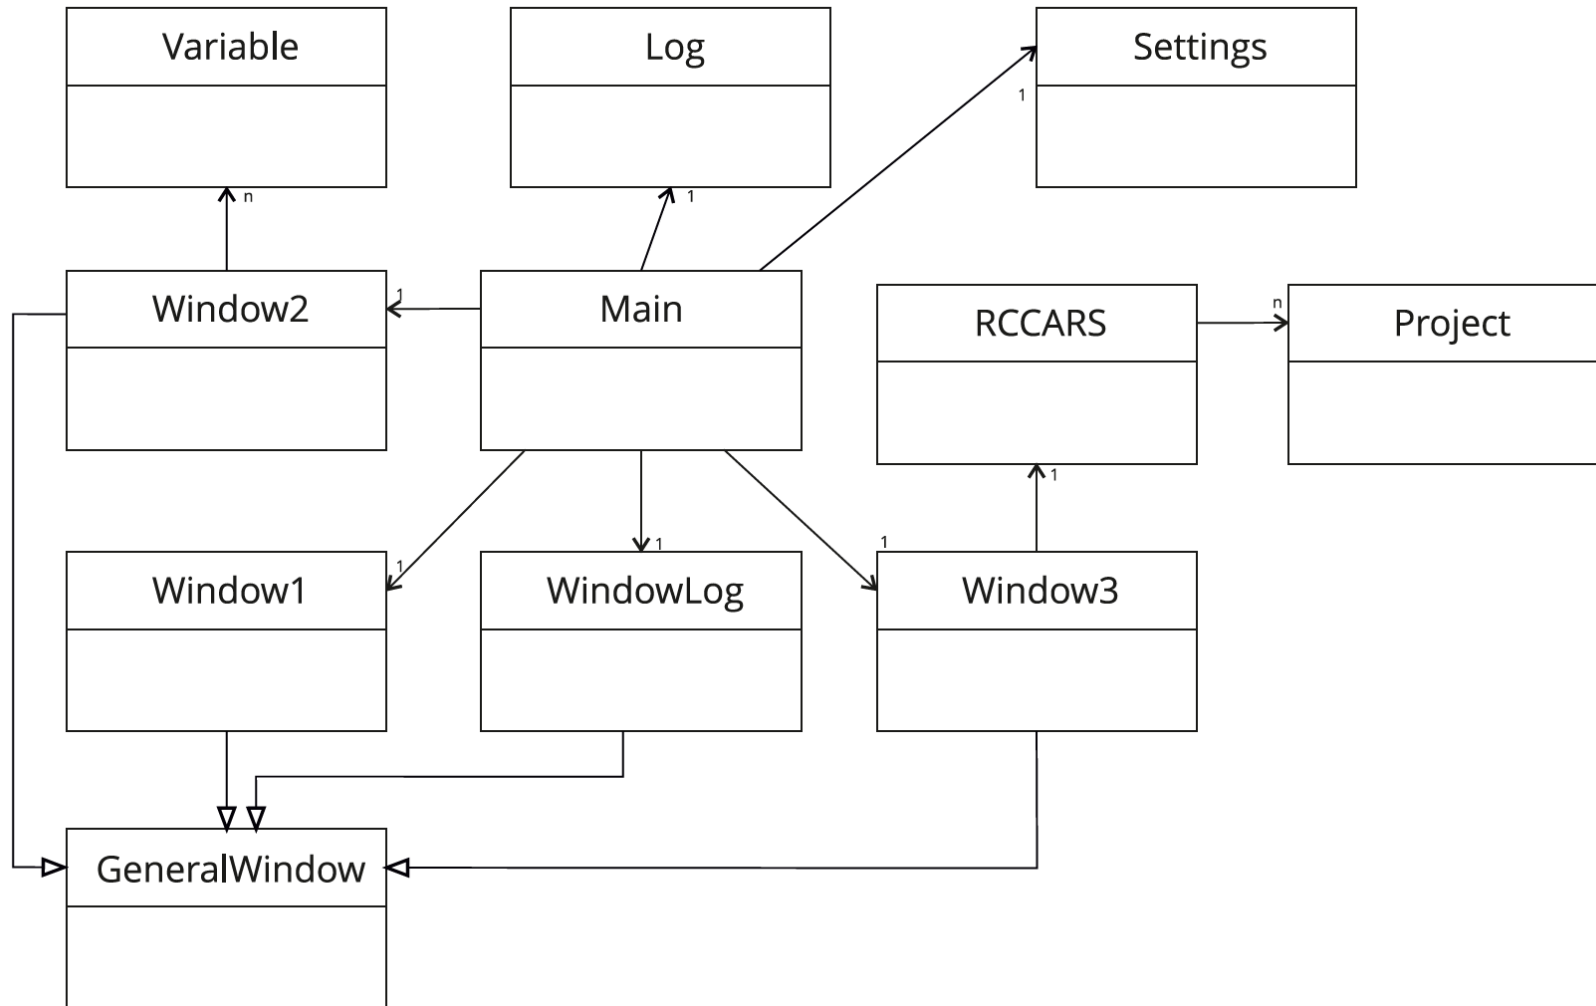 Variable
Log
Settings
1
n
1
Window2
1
Main
RCCARS
n
Project
1
Window1
1
WindowLog
1
1
Window3
GeneralWindow